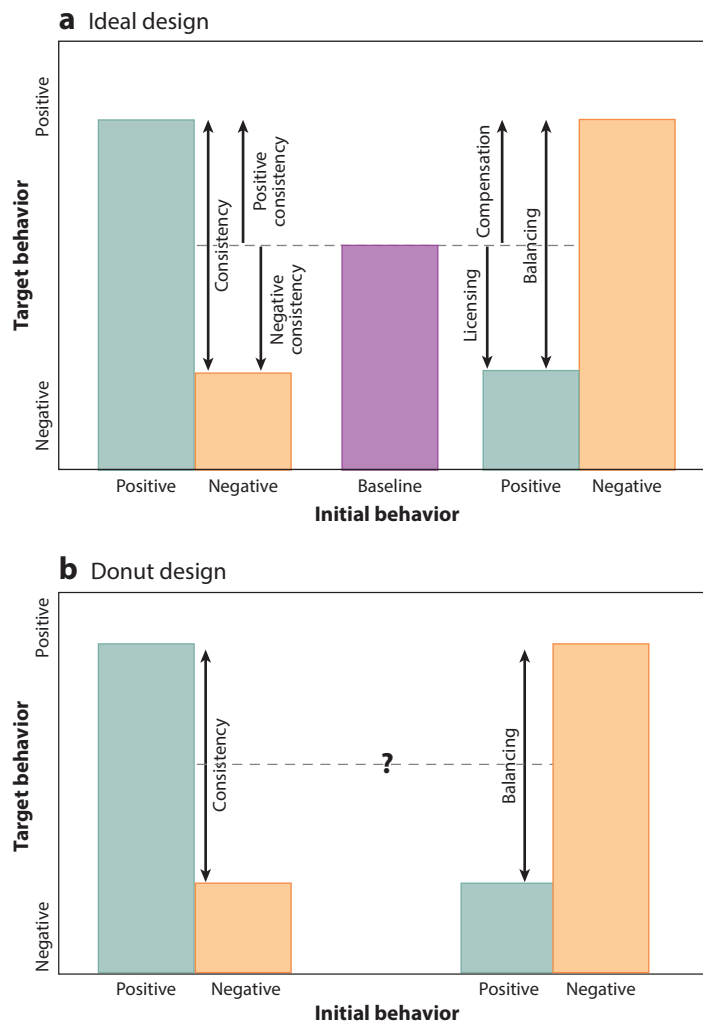 a Ideal design
Positive
Negative
Target behavior
Consistency
Positive
consistency
Negative
consistency
Licensing
Compensation
Balancing
Positive
Negative
Baseline
Positive
Negative
Initial behavior
b Donut design
Positive
Negative
Target behavior
Consistency
?
Balancing
Positive
Negative
Positive
Negative
Initial behavior